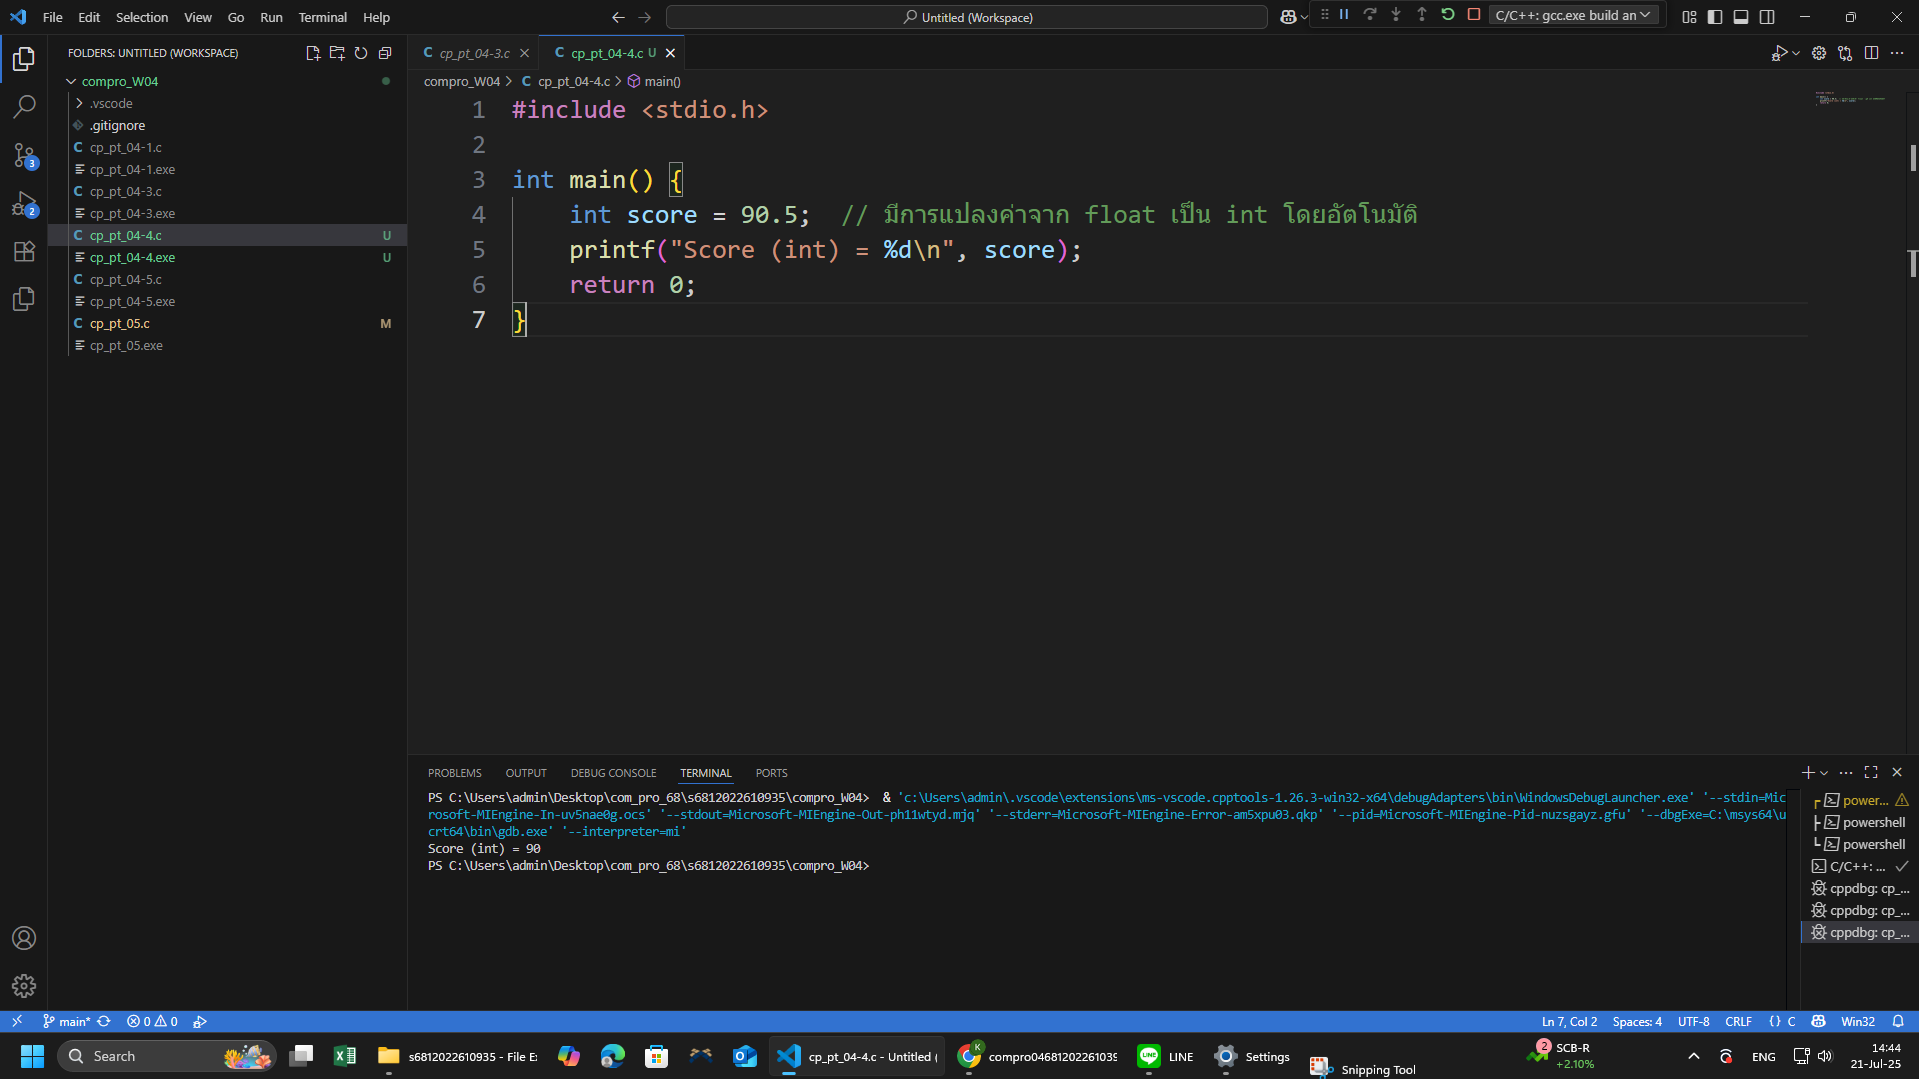 File Edit Selection View Go Run Terminal Help
Untitled (Workspace)
C/C++: gcc.exe build an
FOLDERS: UNTITLED (WORKSPACE)
compro_W04
.vscode
.gitignore
C cp_pt_04-1.c
cp_pt_04-1.exe
C cp_pt_04-3.c
cp_pt_04-3.exe
C cp_pt_04-4.c U
cp_pt_04-4.exe U
C cp_pt_04-5.c
cp_pt_04-5.exe
C cp_pt_05.c M
cp_pt_05.exe
3
2
C cp_pt_04-3.c
C cp_pt_04-4.c U
compro_W04 > C cp_pt_04-4.c > main()
1 #include <stdio.h>
2
3 int main() {
4 int score = 90.5; // มีการแปลงค่าจาก float เป็น int โดยอัตโนมัติ
5 printf("Score (int) = %d\n", score);
6 return 0;
7 }
PROBLEMS OUTPUT DEBUG CONSOLE TERMINAL PORTS
PS C:\Users\admin\Desktop\com_pro_68\s6812022610935\compro_W04> & 'c:\Users\admin\.vscode\extensions\ms-vscode.cpptools-1.26.3-win32-x64\debugAdapters\bin\WindowsDebugLauncher.exe' '--stdin=Mic
rosoft-MIEngine-In-uv5nae0g.ocs' '--stdout=Microsoft-MIEngine-Out-ph11wtyd.mjq' '--stderr=Microsoft-MIEngine-Error-am5xpu03.qkp' '--pid=Microsoft-MIEngine-Pid-nuzsgayz.gfu' '--dbgExe=C:\msys64\u
crt64\bin\gdb.exe' '--interpreter=mi'
Score (int) = 90
PS C:\Users\admin\Desktop\com_pro_68\s6812022610935\compro_W04>
power...
powershell
powershell
C/C++: ...
cppdbg: cp_...
cppdbg: cp_...
cppdbg: cp_...
main* 0 0
Ln 7, Col 2 Spaces: 4 UTF-8 CRLF {} C Win32
Search
s6812022610935 - File E
cp_pt_04-4.c - Untitled (
K
compro04681202261093
LINE
Settings
Snipping Tool
2
SCB-R
+2.10%
ENG
14:44
21-Jul-25